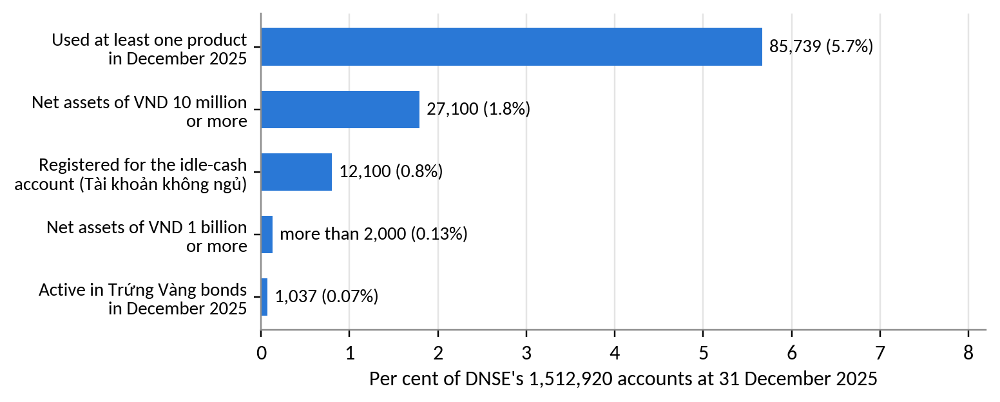 Used at least one product
in December 2025
85,739 (5.7%)
Net assets of VND 10 million
or more
27,100 (1.8%)
Registered for the idle-cash
account (Tài khoản không ngủ)
12,100 (0.8%)
Net assets of VND 1 billion
or more
more than 2,000 (0.13%)
Active in Trứng Vàng bonds
in December 2025
1,037 (0.07%)
0 1 2 3 4 5 6 7 8
Per cent of DNSE's 1,512,920 accounts at 31 December 2025